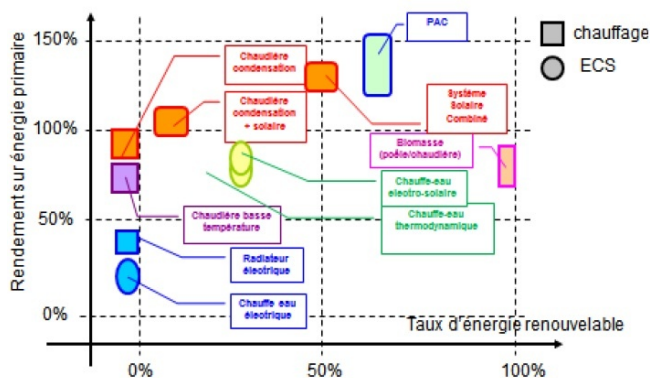 Rendement sur énergie primaire
150%
100%
50%
0%
PAC
chauffage
ECS
Chaudière
condensation
Chaudière
condensation
+ solaire
Système
Solaire
Combiné
Biomasse
(poêle/chaudière)
Chauffe-eau
electro-solaire
Chauffe-eau
thermodynamique
Chaudière basse
température
Radiateur
électrique
Chauffe eau
électrique
Taux d'énergie renouvelable
0%
50%
100%